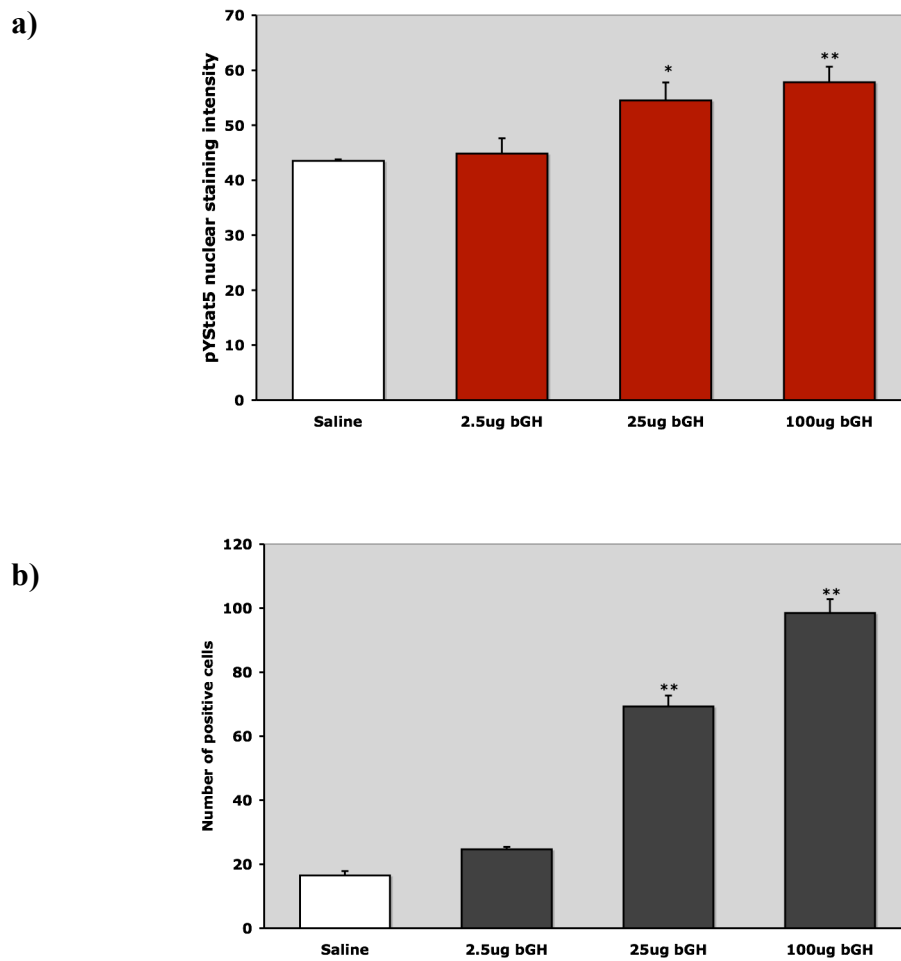 a)
pYStat5 nuclear staining intensity
70
60
50
40
30
20
10
0
*
**
Saline
2.5ug bGH
25ug bGH
100ug bGH
b)
Number of positive cells
120
100
80
60
40
20
0
**
**
Saline
2.5ug bGH
25ug bGH
100ug bGH